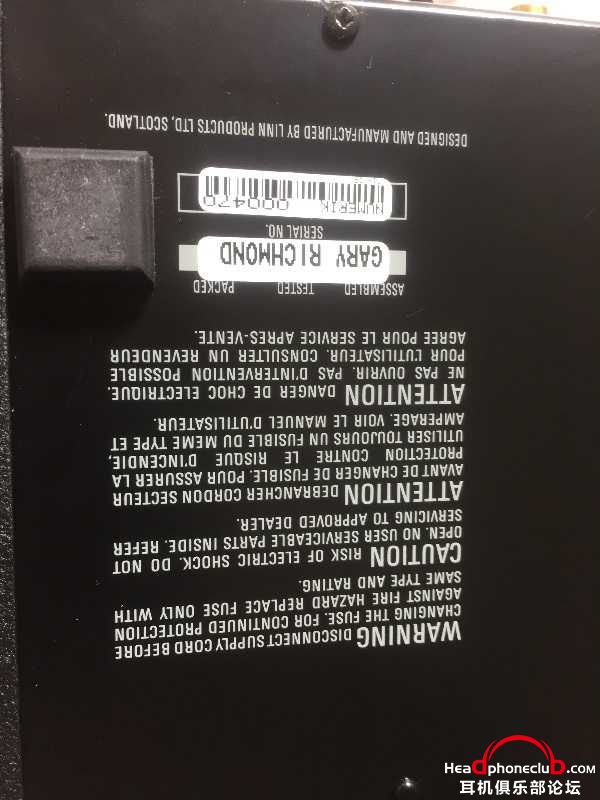 WARNING DISCONNECT SUPPLY CORD BEFORE
CHANGING THE FUSE. FOR CONTINUED PROTECTION
AGAINST FIRE HAZARD REPLACE FUSE ONLY WITH
SAME TYPE AND RATING.
CAUTION RISK OF ELECTRIC SHOCK. DO NOT
OPEN. NO USER SERVICEABLE PARTS INSIDE. REFER
SERVICING TO APPROVED DEALER.
ATTENTION DEBRANCHER CORDON SECTEUR
AVANT DE CHANGER DE FUSIBLE. POUR ASSURER LA
PROTECTION CONTRE LE RISQUE D'INCENDIE,
UTILISER TOUJOURS UN FUSIBLE DU MEME TYPE ET
AMPERAGE. VOIR LE MANUEL D'UTILISATEUR.
ATTENTION DANGER DE CHOC ELECTRIQUE.
NE PAS OUVRIR. PAS D'INTERVENTION POSSIBLE
POUR L'UTILISATEUR. CONSULTER UN REVENDEUR
AGREE POUR LE SERVICE APRES-VENTE.
ASSEMBLED TESTED PACKED
GARY RICHMOND
SERIAL NO.
NUMERIK 000470
DESIGNED AND MANUFACTURED BY LINN PRODUCTS LTD, SCOTLAND.
Headphoneclub.com
耳机俱乐部论坛